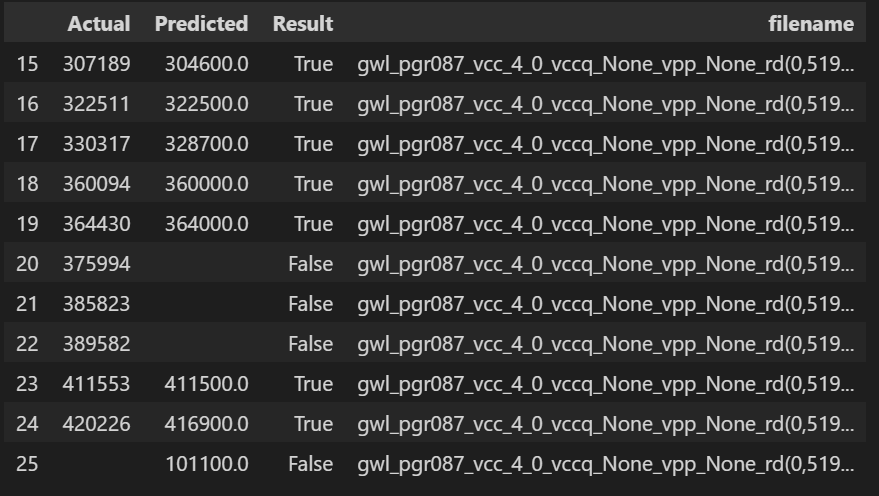 Actual Predicted Result filename
15 307189 304600.0 True gwl_pgr087_vcc_4_0_vccq_None_vpp_None_rd(0,519...
16 322511 322500.0 True gwl_pgr087_vcc_4_0_vccq_None_vpp_None_rd(0,519...
17 330317 328700.0 True gwl_pgr087_vcc_4_0_vccq_None_vpp_None_rd(0,519...
18 360094 360000.0 True gwl_pgr087_vcc_4_0_vccq_None_vpp_None_rd(0,519...
19 364430 364000.0 True gwl_pgr087_vcc_4_0_vccq_None_vpp_None_rd(0,519...
20 375994 False gwl_pgr087_vcc_4_0_vccq_None_vpp_None_rd(0,519...
21 385823 False gwl_pgr087_vcc_4_0_vccq_None_vpp_None_rd(0,519...
22 389582 False gwl_pgr087_vcc_4_0_vccq_None_vpp_None_rd(0,519...
23 411553 411500.0 True gwl_pgr087_vcc_4_0_vccq_None_vpp_None_rd(0,519...
24 420226 416900.0 True gwl_pgr087_vcc_4_0_vccq_None_vpp_None_rd(0,519...
25 101100.0 False gwl_pgr087_vcc_4_0_vccq_None_vpp_None_rd(0,519...